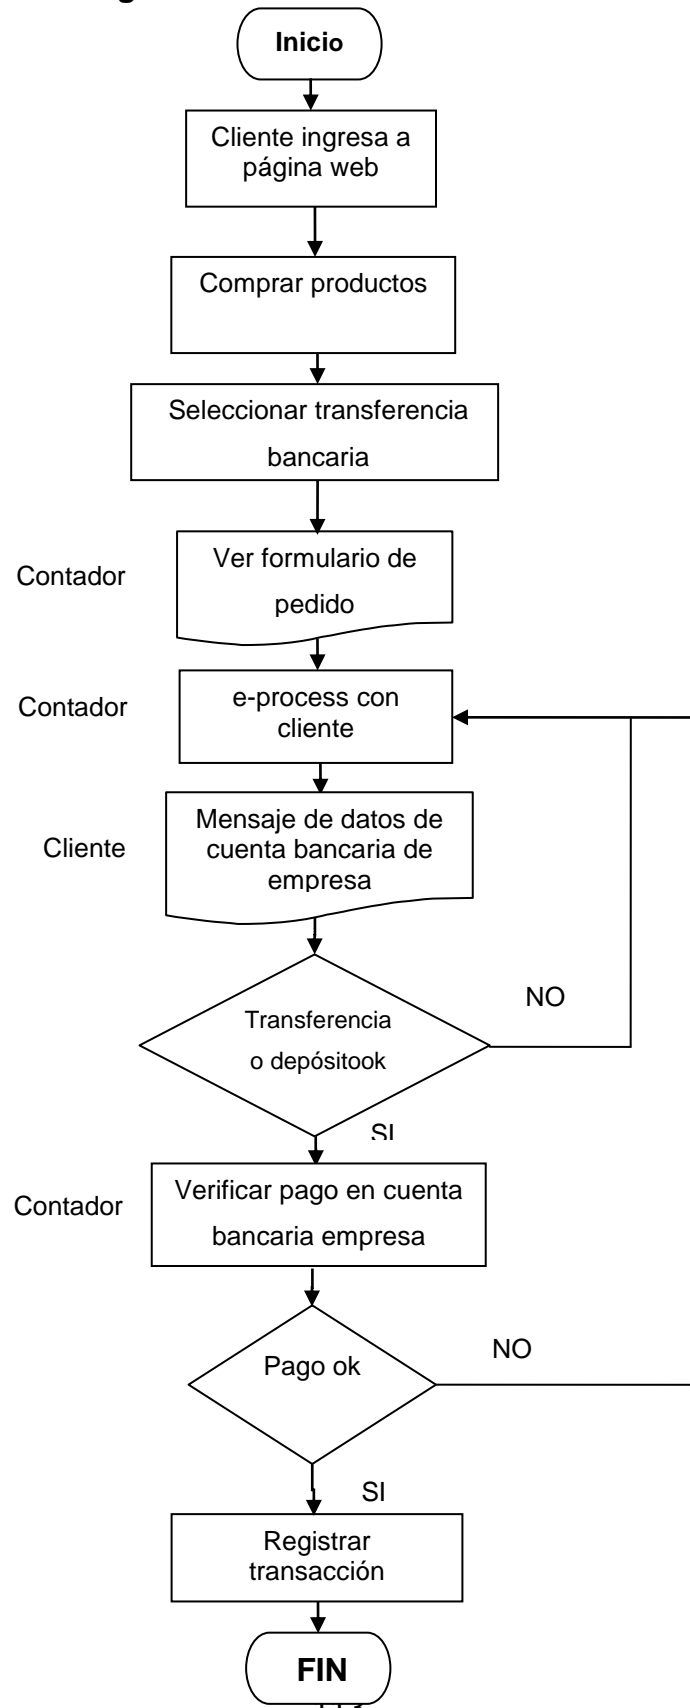 Inicio
Cliente ingresa a
página web
Comprar productos
Seleccionar transferencia
bancaria
Contador
Ver formulario de
pedido
Contador
e-process con
cliente
Cliente
Mensaje de datos de
cuenta bancaria de
empresa
NO
Transferencia
o depósitook
SI
Contador
Verificar pago en cuenta
bancaria empresa
NO
Pago ok
SI
Registrar
transacción
FIN